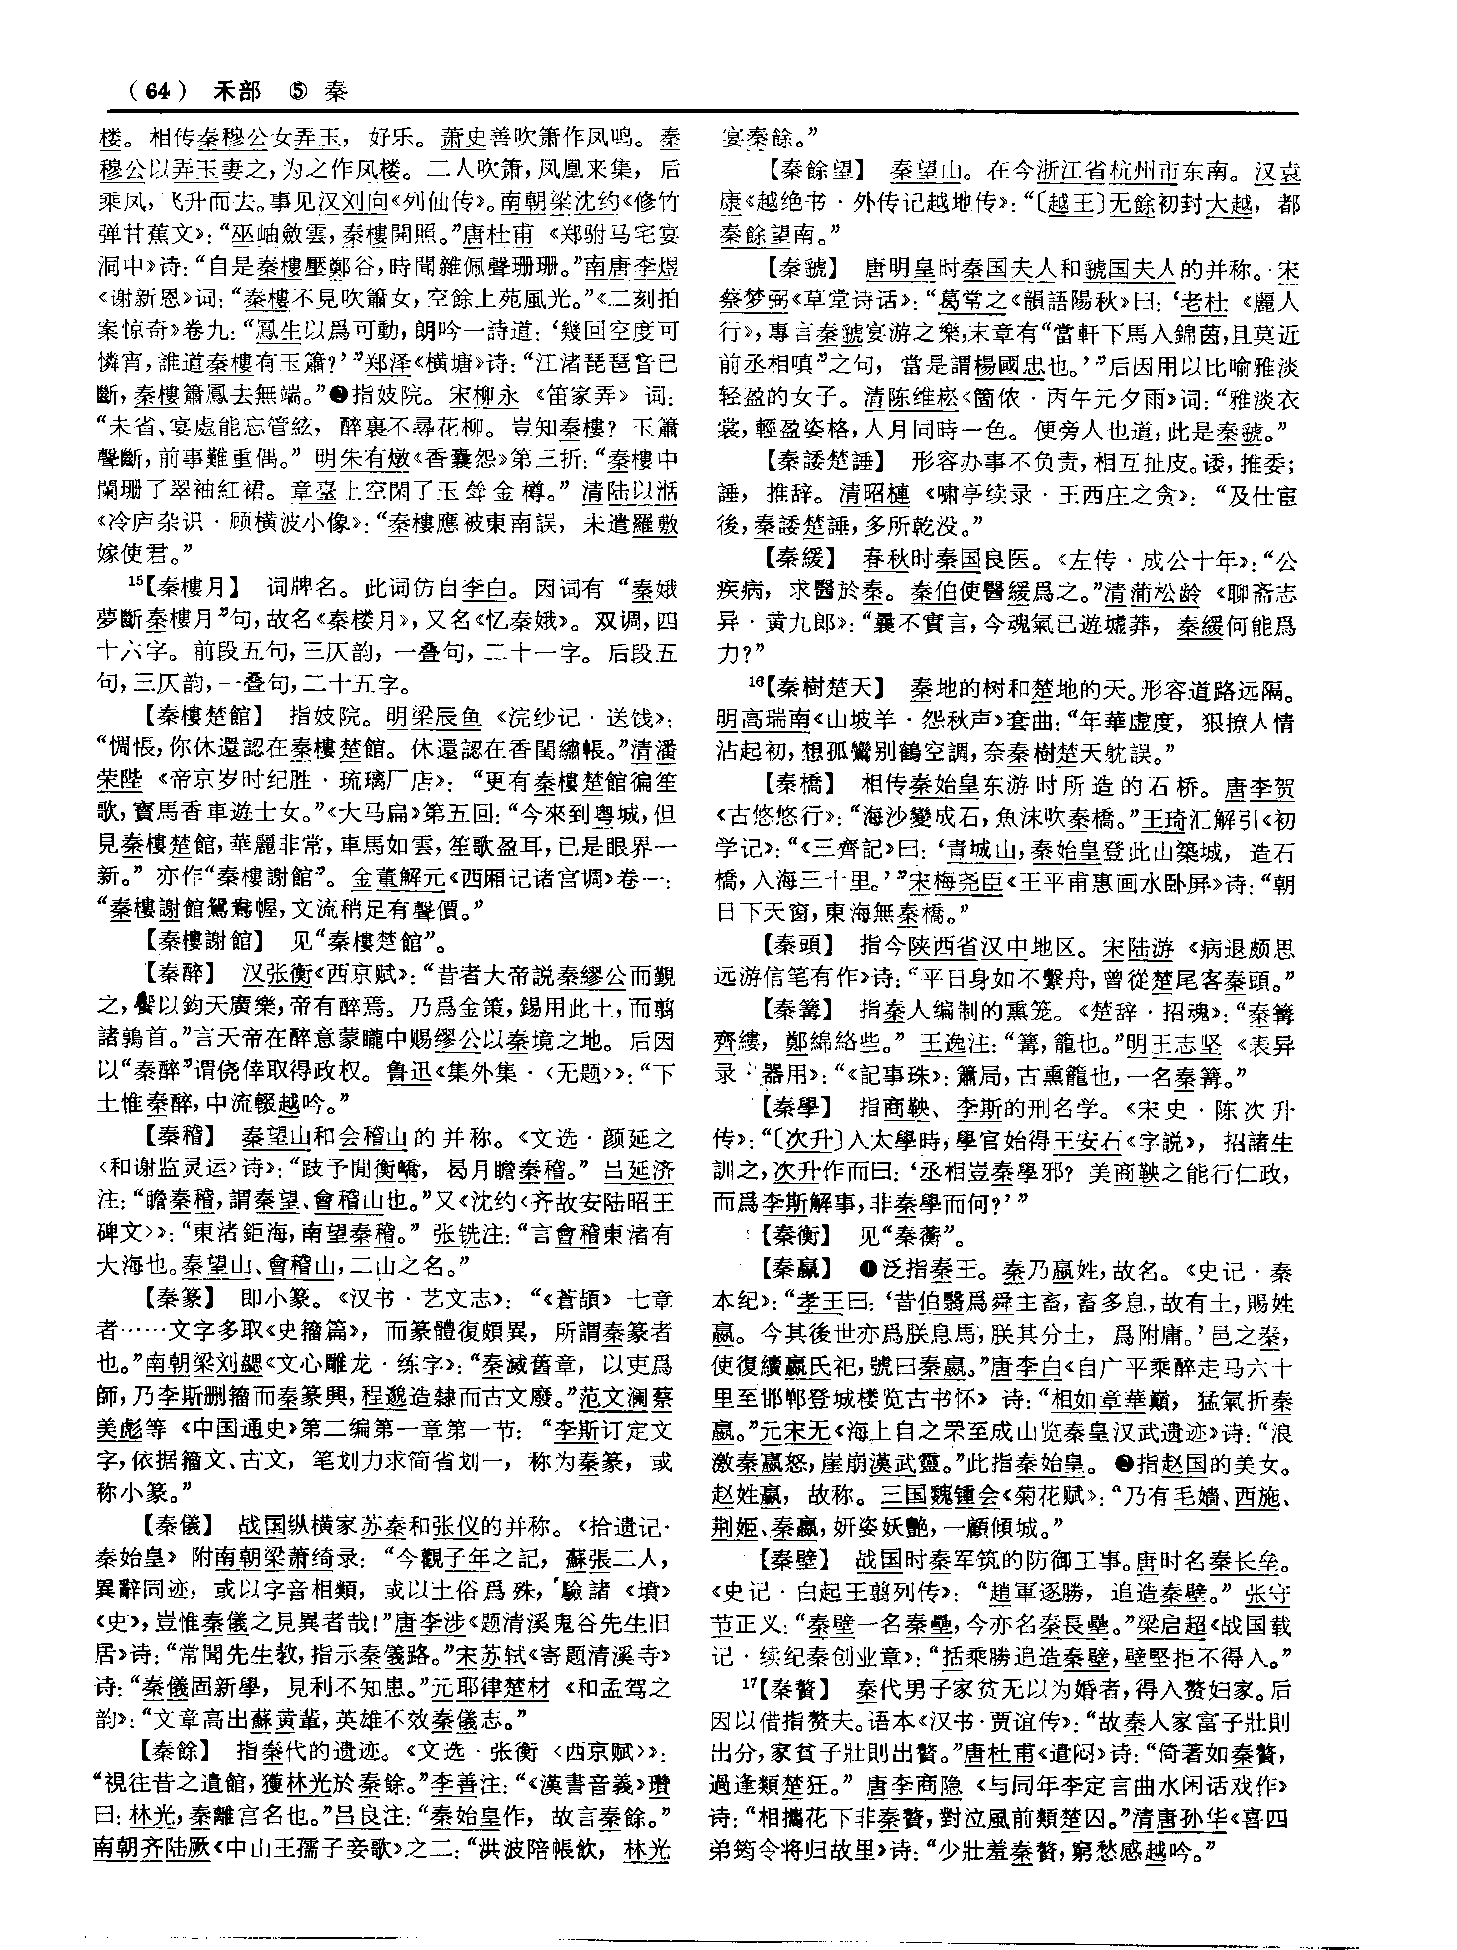 （64） 禾部 ⑤ 秦
楼。相传秦穆公女弄玉，好乐。萧史善吹箫作凤鸣。秦
穆公以弄玉妻之，为之作凤楼。二人吹箫，凤凰来集，后
乘凤，飞升而去。事见汉刘向《列仙传》。南朝梁沈约《修竹
弹甘蕉文》：“巫岫斂雲，秦樓開照。”唐杜甫《郑驸马宅宴
洞中》诗：“自是秦樓壓鄭谷，時聞雜佩聲珊珊。”南唐李煜
《谢新恩》词：“秦樓不見吹簫女，空餘上苑風光。”《二刻拍
案惊奇》卷九：“鳳生以爲可動，朗吟一詩道：‘幾回空度可
憐宵，誰道秦樓有玉簫？’”郑泽《横塘》诗：“江渚琵琶音已
斷，秦樓簫鳳去無端。”❷指妓院。宋柳永《笛家弄》词：
“未省、宴處能忘管絃，醉裏不尋花柳。豈知秦樓？玉簫
聲斷，前事難重偶。”明朱有燉《香囊怨》第三折：“秦樓中
闌珊了翠袖紅裙。章臺上空閑了玉斝金樽。”清陆以湉
《冷庐杂识·顾横波小像》：“秦樓應被東南誤，未遣羅敷
嫁使君。”
¹⁵【秦樓月】 词牌名。此词仿自李白。因词有“秦娥
夢斷秦樓月”句，故名《秦楼月》，又名《忆秦娥》。双调，四
十六字。前段五句，三仄韵，一叠句，二十一字。后段五
句，三仄韵，一叠句，二十五字。
【秦樓楚館】 指妓院。明梁辰鱼《浣纱记·送饯》：
“惆悵，你休還認在秦樓楚館。休還認在香閨繡帳。”清潘
荣陛《帝京岁时纪胜·琉璃厂店》：“更有秦樓楚館徧笙
歌，寶馬香車遊士女。”《大马扁》第五回：“今來到粤城，但
見秦樓楚館，華麗非常，車馬如雲，笙歌盈耳，已是眼界一
新。”亦作“秦樓謝館”。金董解元《西厢记诸宫调》卷一：
“秦樓謝館鴛鴦幄，文流稍足有聲價。”
【秦樓謝館】 见“秦樓楚館”。
【秦醉】 汉张衡《西京赋》：“昔者大帝説秦繆公而覲
之，饗以鈞天廣樂，帝有醉焉。乃爲金策，錫用此土，而翦
諸鶉首。”言天帝在醉意蒙朧中赐缪公以秦境之地。后因
以“秦醉”谓侥倖取得政权。鲁迅《集外集·〈无题〉》：“下
土惟秦醉，中流輟越吟。”
【秦稽】 秦望山和会稽山的并称。《文选·颜延之
〈和谢监灵运〉诗》：“跂予間衡嶠，曷月瞻秦稽。”吕延济
注：“瞻秦稽，謂秦望、會稽山也。”又《沈约〈齐故安陆昭王
碑文〉》：“東渚鉅海，南望秦稽。”张铣注：“言會稽東渚有
大海也。秦望山、會稽山，二山之名。”
【秦篆】 即小篆。《汉书·艺文志》：“《蒼頡》七章
者……文字多取《史籀篇》，而篆體復頗異，所謂秦篆者
也。”南朝梁刘勰《文心雕龙·练字》：“秦滅舊章，以吏爲
師，乃李斯删籀而秦篆興，程邈造隸而古文廢。”范文澜蔡
美彪等《中国通史》第二编第一章第一节：“李斯订定文
字，依据籀文、古文，笔划力求简省划一，称为秦篆，或
称小篆。”
【秦儀】 战国纵横家苏秦和张仪的并称。《拾遗记·
秦始皇》附南朝梁萧绮录：“今觀子年之記，蘇張二人，
異辭同迹，或以字音相類，或以土俗爲殊，驗諸《墳》
《史》，豈惟秦儀之見異者哉！”唐李涉《题清溪鬼谷先生旧
居》诗：“常聞先生教，指示秦儀路。”宋苏轼《寄题清溪寺》
诗：“秦儀固新學，見利不知患。”元耶律楚材《和孟驾之
韵》：“文章高出蘇黄輩，英雄不效秦儀志。”
【秦餘】 指秦代的遗迹。《文选·张衡〈西京赋〉》：
“視往昔之遺館，獲林光於秦餘。”李善注：“《漢書音義》瓚
曰：林光，秦離宫名也。”吕良注：“秦始皇作，故言秦餘。”
南朝齐陆厥《中山王孺子妾歌》之二：“洪波陪帳飲，林光
宴秦餘。”
【秦餘望】 秦望山。在今浙江省杭州市东南。汉袁
康《越绝书·外传记越地传》：“〔越王〕无餘初封大越，都
秦餘望南。”
【秦虢】 唐明皇时秦国夫人和虢国夫人的并称。宋
蔡梦弼《草堂诗话》：“葛常之《韻語陽秋》曰：‘老杜《麗人
行》，專言秦虢宴游之樂，末章有“當軒下馬入錦茵，且莫近
前丞相嗔”之句，當是謂楊國忠也。’”后因用以比喻雅淡
轻盈的女子。清陈维崧《簡侬·丙午元夕雨》词：“雅淡衣
裳，輕盈姿格，人月同時一色。便旁人也道，此是秦虢。”
【秦諉楚諈】 形容办事不负责，相互扯皮。诿，推委；
諈，推辞。清昭槤《啸亭续录·王西庄之贪》：“及仕宦
後，秦諉楚諈，多所乾没。”
【秦緩】 春秋时秦国良医。《左传·成公十年》：“公
疾病，求醫於秦。秦伯使醫緩爲之。”清蒲松龄《聊斋志
异·黄九郎》：“曩不實言，今魂氣已遊墟莽，秦緩何能爲
力？”
¹⁶【秦樹楚天】 秦地的树和楚地的天。形容道路远隔。
明高瑞南《山坡羊·怨秋声》套曲：“年華虚度，狠撩人情
沾起初，想孤鸞别鶴空調，奈秦樹楚天躭誤。”
【秦橋】 相传秦始皇东游时所造的石桥。唐李贺
《古悠悠行》：“海沙變成石，魚沫吹秦橋。”王琦汇解引《初
学记》：“《三齊記》曰：‘青城山，秦始皇登此山築城，造石
橋，入海三十里。’”宋梅尧臣《王平甫惠画水卧屏》诗：“朝
日下天窗，東海無秦橋。”
【秦頭】 指今陕西省汉中地区。宋陆游《病退颇思
远游信笔有作》诗：“平日身如不繫舟，曾從楚尾客秦頭。”
【秦篝】 指秦人编制的熏笼。《楚辞·招魂》：“秦篝
齊縷，鄭綿絡些。”王逸注：“篝，籠也。”明王志坚《表异
录·器用》：“《記事珠》：簫局，古熏籠也，一名秦篝。”
【秦學】 指商鞅、李斯的刑名学。《宋史·陈次升
传》：“〔次升〕入太學時，學官始得王安石《字説》，招諸生
訓之，次升作而曰：‘丞相豈秦學邪？美商鞅之能行仁政，
而爲李斯解事，非秦學而何？’”
【秦衡】 见“秦蘅”。
【秦嬴】 ❶泛指秦王。秦乃嬴姓，故名。《史记·秦
本纪》：“孝王曰：‘昔伯翳爲舜主畜，畜多息，故有土，賜姓
嬴。今其後世亦爲朕息馬，朕其分土，爲附庸。’邑之秦，
使復續嬴氏祀，號曰秦嬴。”唐李白《自广平乘醉走马六十
里至邯郸登城楼览古书怀》诗：“相如章華巔，猛氣折秦
嬴。”元宋无《海上自之罘至成山览秦皇汉武遗迹》诗：“浪
激秦嬴怒，崖崩漢武靈。”此指秦始皇。❷指赵国的美女。
赵姓嬴，故称。三国魏锺会《菊花赋》：“乃有毛嬙、西施、
荆姬、秦嬴，妍姿妖艷，一顧傾城。”
【秦壁】 战国时秦军筑的防御工事。唐时名秦长垒。
《史记·白起王翦列传》：“趙軍逐勝，追造秦壁。”张守
节正义：“秦壁一名秦壘，今亦名秦長壘。”梁启超《战国载
记·续纪秦创业章》：“括乘勝追造秦壁，壁堅拒不得入。”
¹⁷【秦贅】 秦代男子家贫无以为婚者，得入赘妇家。后
因以借指赘夫。语本《汉书·贾谊传》：“故秦人家富子壯則
出分，家貧子壯則出贅。”唐杜甫《遣闷》诗：“倚著如秦贅，
過逢類楚狂。”唐李商隐《与同年李定言曲水闲话戏作》
诗：“相攜花下非秦贅，對泣風前類楚囚。”清唐孙华《喜四
弟筠令将归故里》诗：“少壯羞秦贅，窮愁感越吟。”